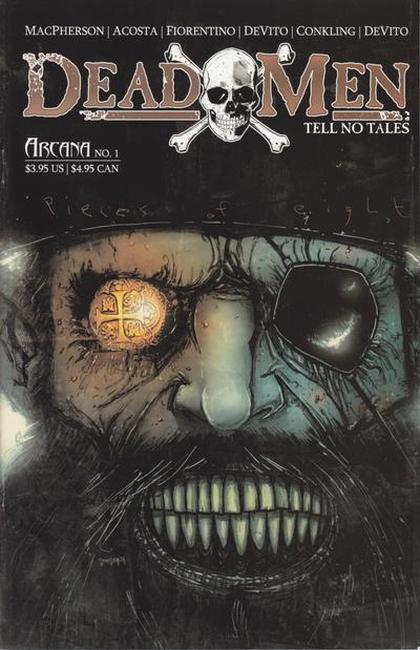 MACPHERSON | ACOSTA | FIORENTINO | DEVITO | CONKLING | DEVITO
DEAD MEN
TELL NO TALES
ARCANA NO. 1
$3.95 US | $4.95 CAN
Pieces of eight